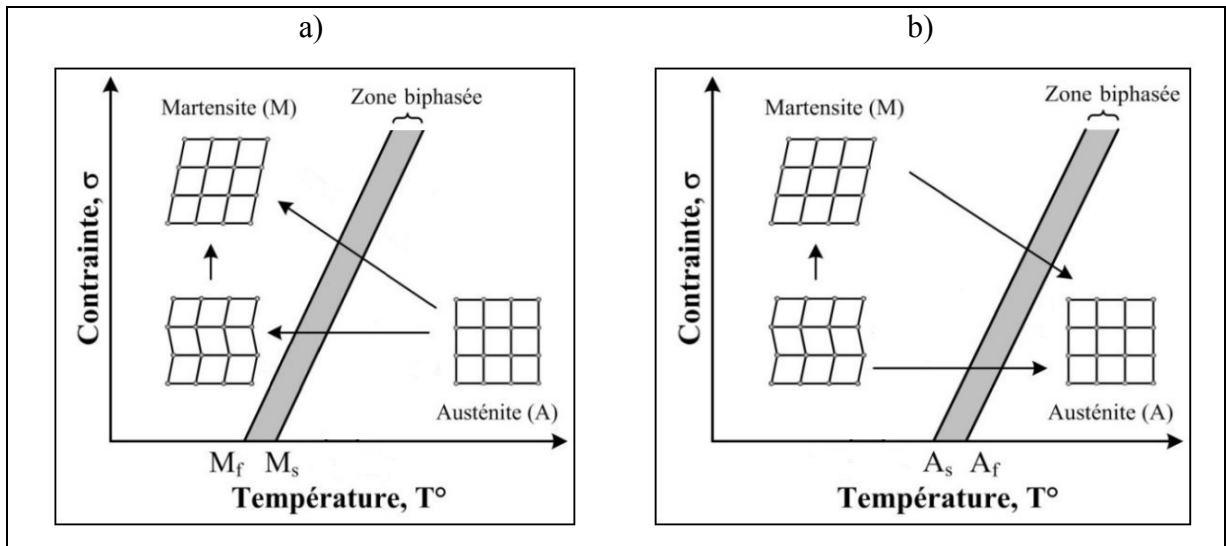 a)
Martensite (M)
Zone biphasée
Contrainte, σ
Austénite (A)
Mf Ms
Température, T°
b)
Martensite (M)
Zone biphasée
Contrainte, σ
Austénite (A)
As Af
Température, T°